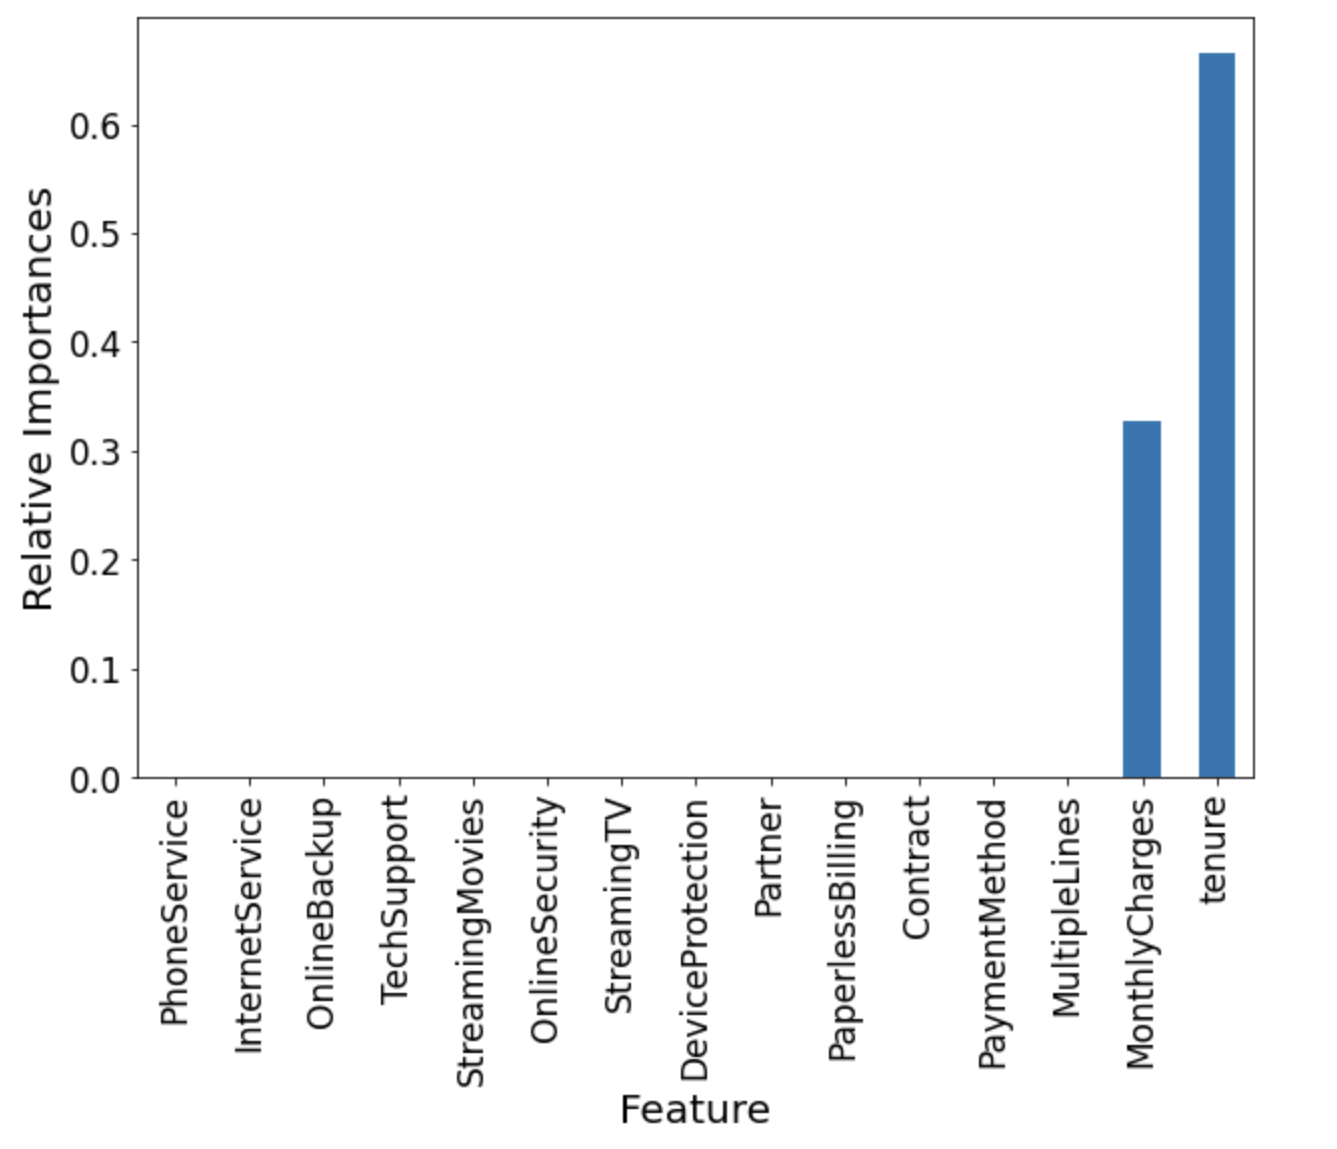 Relative Importances
0.6
0.5
0.4
0.3
0.2
0.1
0.0
PhoneService
InternetService
OnlineBackup
TechSupport
StreamingMovies
OnlineSecurity
StreamingTV
DeviceProtection
Partner
PaperlessBilling
Contract
PaymentMethod
MultipleLines
MonthlyCharges
tenure
Feature